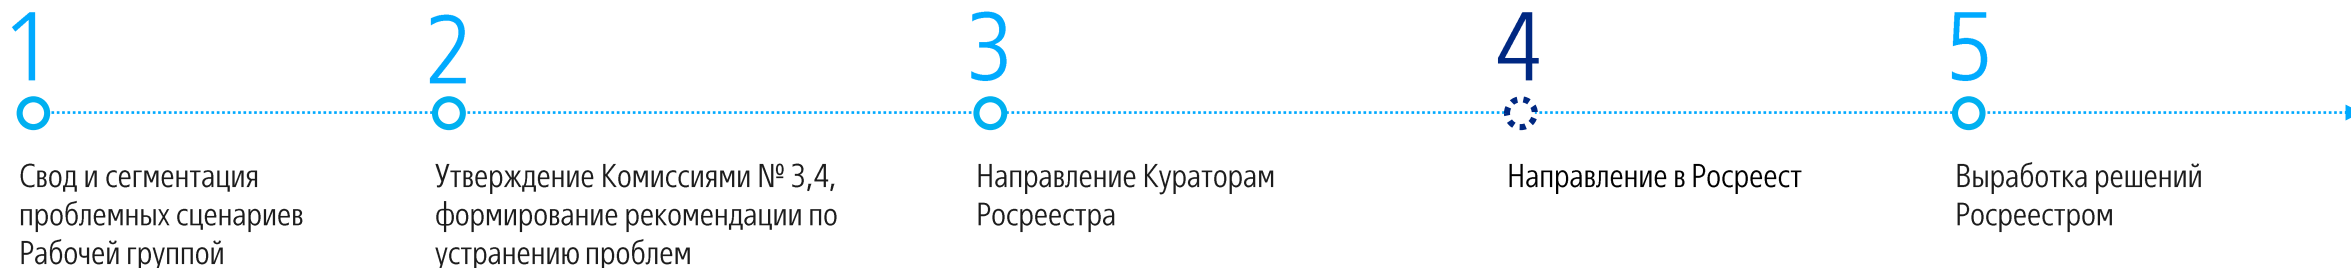 1
2
3
4
5
Свод и сегментация
проблемных сценариев
Рабочей группой
Утверждение Комиссиями № 3,4,
формирование рекомендации по
устранению проблем
Направление Кураторам
Росреестра
Направление в Росреест
Выработка решений
Росреестром